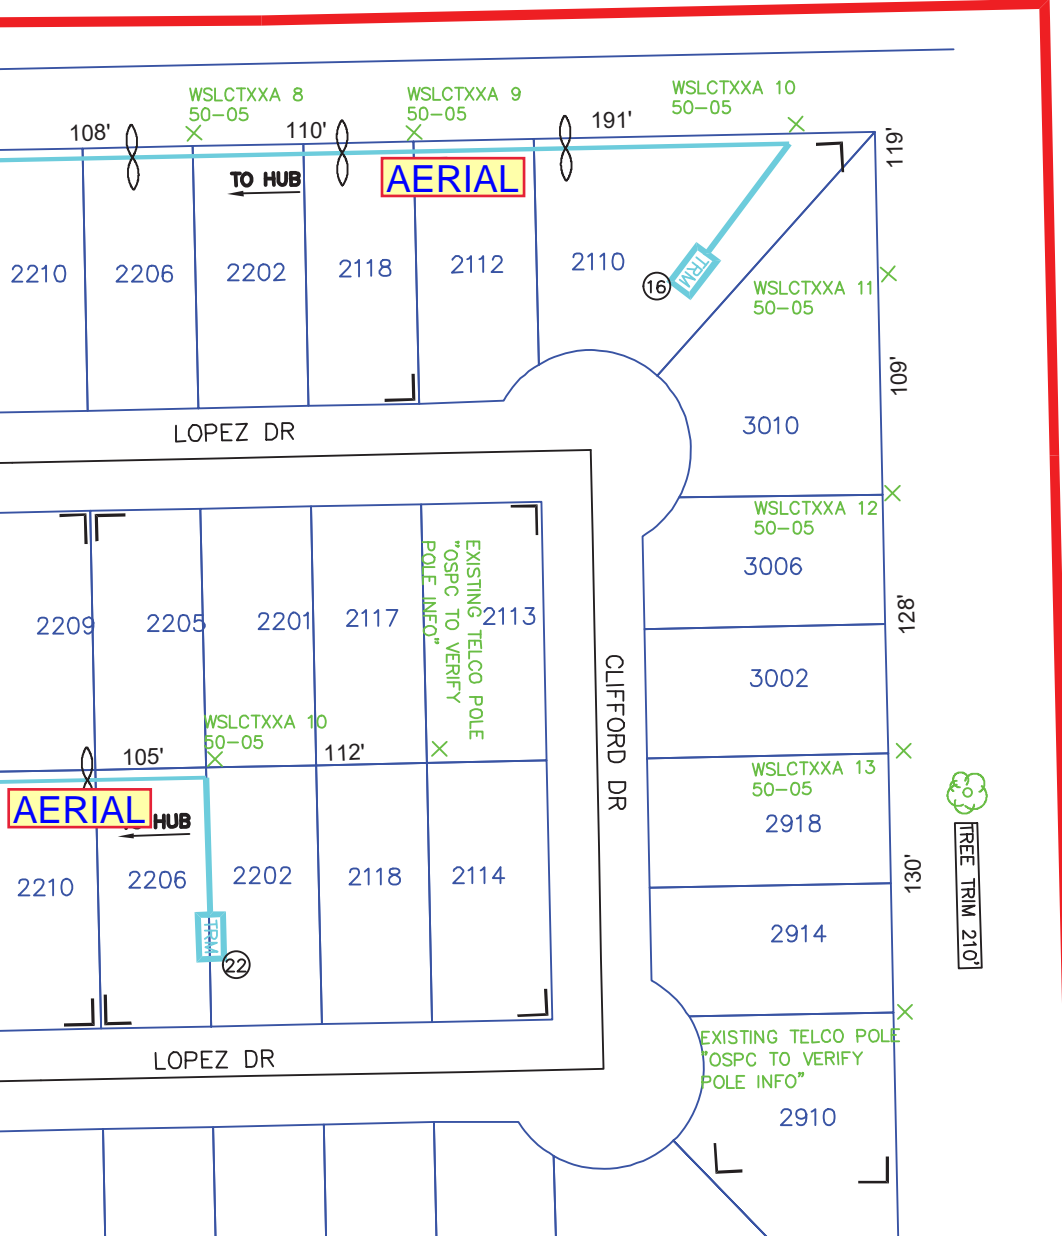 WSLCTXXA 8
50-05
WSLCTXXA 9
50-05
WSLCTXXA 10
50-05
108'
110'
191'
119'
TO HUB
AERIAL
2210
2206
2202
2118
2112
2110
TRM
16
WSLCTXXA 11
50-05
109'
3010
LOPEZ DR
WSLCTXXA 12
50-05
3006
128'
EXISTING TELCO POLE
"OSPC TO VERIFY
POLE INFO"
2209
2205
2201
2117
2113
3002
CLIFFORD DR
WSLCTXXA 10
50-05
105'
112'
WSLCTXXA 13
50-05
AERIAL
HUB
2918
130'
TREE TRIM 210'
2210
2206
2202
2118
2114
TRM
22
2914
LOPEZ DR
EXISTING TELCO POLE
"OSPC TO VERIFY
POLE INFO"
2910